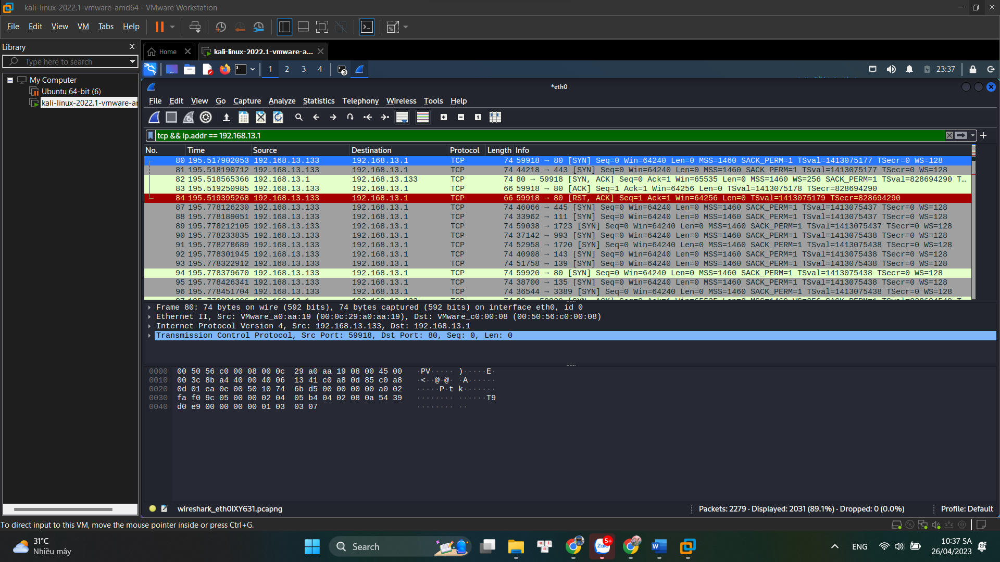 kali-linux-2022.1-vmware-amd64 - VMware Workstation
File Edit View VM Tabs Help
Library
Type here to search
My Computer
Ubuntu 64-bit (6)
kali-linux-2022.1-vmware-a
Home
kali-linux-2022.1-vmware-a...
1 2 3 4
3
23:37
*eth0
File Edit View Go Capture Analyze Statistics Telephony Wireless Tools Help
tcp && ip.addr == 192.168.13.1
No. Time Source Destination Protocol Length Info
80 195.517902053 192.168.13.133 192.168.13.1 TCP 74 59918 → 80 [SYN] Seq=0 Win=64240 Len=0 MSS=1460 SACK_PERM=1 TSval=1413075177 TSecr=0 WS=128
81 195.518190712 192.168.13.133 192.168.13.1 TCP 74 44218 → 443 [SYN] Seq=0 Win=64240 Len=0 MSS=1460 SACK_PERM=1 TSval=1413075177 TSecr=0 WS=128
82 195.518565366 192.168.13.1 192.168.13.133 TCP 74 80 → 59918 [SYN, ACK] Seq=0 Ack=1 Win=65535 Len=0 MSS=1460 WS=256 SACK_PERM=1 TSval=828694290 T…
83 195.519250985 192.168.13.133 192.168.13.1 TCP 66 59918 → 80 [ACK] Seq=1 Ack=1 Win=64256 Len=0 TSval=1413075178 TSecr=828694290
84 195.519395268 192.168.13.133 192.168.13.1 TCP 66 59918 → 80 [RST, ACK] Seq=1 Ack=1 Win=64256 Len=0 TSval=1413075179 TSecr=828694290
87 195.778126230 192.168.13.133 192.168.13.1 TCP 74 46066 → 445 [SYN] Seq=0 Win=64240 Len=0 MSS=1460 SACK_PERM=1 TSval=1413075437 TSecr=0 WS=128
88 195.778189051 192.168.13.133 192.168.13.1 TCP 74 33962 → 111 [SYN] Seq=0 Win=64240 Len=0 MSS=1460 SACK_PERM=1 TSval=1413075437 TSecr=0 WS=128
89 195.778212105 192.168.13.133 192.168.13.1 TCP 74 59038 → 1723 [SYN] Seq=0 Win=64240 Len=0 MSS=1460 SACK_PERM=1 TSval=1413075437 TSecr=0 WS=128
90 195.778233835 192.168.13.133 192.168.13.1 TCP 74 37142 → 993 [SYN] Seq=0 Win=64240 Len=0 MSS=1460 SACK_PERM=1 TSval=1413075438 TSecr=0 WS=128
91 195.778278689 192.168.13.133 192.168.13.1 TCP 74 52958 → 1720 [SYN] Seq=0 Win=64240 Len=0 MSS=1460 SACK_PERM=1 TSval=1413075438 TSecr=0 WS=128
92 195.778301945 192.168.13.133 192.168.13.1 TCP 74 40908 → 143 [SYN] Seq=0 Win=64240 Len=0 MSS=1460 SACK_PERM=1 TSval=1413075438 TSecr=0 WS=128
93 195.778322912 192.168.13.133 192.168.13.1 TCP 74 51758 → 139 [SYN] Seq=0 Win=64240 Len=0 MSS=1460 SACK_PERM=1 TSval=1413075438 TSecr=0 WS=128
94 195.778379670 192.168.13.133 192.168.13.1 TCP 74 59920 → 80 [SYN] Seq=0 Win=64240 Len=0 MSS=1460 SACK_PERM=1 TSval=1413075438 TSecr=0 WS=128
95 195.778426341 192.168.13.133 192.168.13.1 TCP 74 38700 → 135 [SYN] Seq=0 Win=64240 Len=0 MSS=1460 SACK_PERM=1 TSval=1413075438 TSecr=0 WS=128
96 195.778451704 192.168.13.133 192.168.13.1 TCP 74 36544 → 3389 [SYN] Seq=0 Win=64240 Len=0 MSS=1460 SACK_PERM=1 TSval=1413075438 TSecr=0 WS=128
Frame 80: 74 bytes on wire (592 bits), 74 bytes captured (592 bits) on interface eth0, id 0
Ethernet II, Src: VMware_a0:aa:19 (00:0c:29:a0:aa:19), Dst: VMware_c0:00:08 (00:50:56:c0:00:08)
Internet Protocol Version 4, Src: 192.168.13.133, Dst: 192.168.13.1
Transmission Control Protocol, Src Port: 59918, Dst Port: 80, Seq: 0, Len: 0
0000 00 50 56 c0 00 08 00 0c 29 a0 aa 19 08 00 45 00 ·PV····· )·····E·
0010 00 3c 8b a4 40 00 40 06 13 41 c0 a8 0d 85 c0 a8 ·<··@·@· ·A······
0020 0d 01 ea 0e 00 50 10 74 6b d5 00 00 00 00 a0 02 ·····P·t k·······
0030 fa f0 9c 05 00 00 02 04 05 b4 04 02 08 0a 54 39 ········ ······T9
0040 d0 e9 00 00 00 00 01 03 03 07 ········ ··
wireshark_eth0IXY631.pcapng
Packets: 2279 · Displayed: 2031 (89.1%) · Dropped: 0 (0.0%)
Profile: Default
To direct input to this VM, move the mouse pointer inside or press Ctrl+G.
31°C
Nhiều mây
Search
Zalo
5+
ENG
10:37 SA
26/04/2023